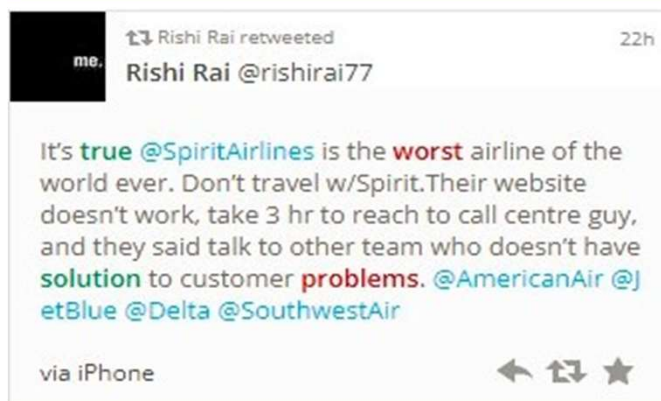 me.
Rishi Rai retweeted 22h
Rishi Rai @rishirai77
It's true @SpiritAirlines is the worst airline of the
world ever. Don't travel w/Spirit.Their website
doesn't work, take 3 hr to reach to call centre guy,
and they said talk to other team who doesn't have
solution to customer problems. @AmericanAir @J
etBlue @Delta @SouthwestAir
via iPhone